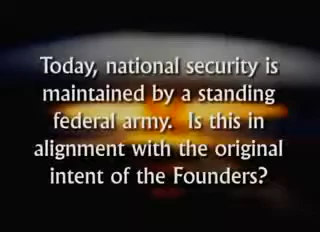 Today, national security is
maintained by a standing
federal army.  Is this in
alignment with the original
intent of the Founders?